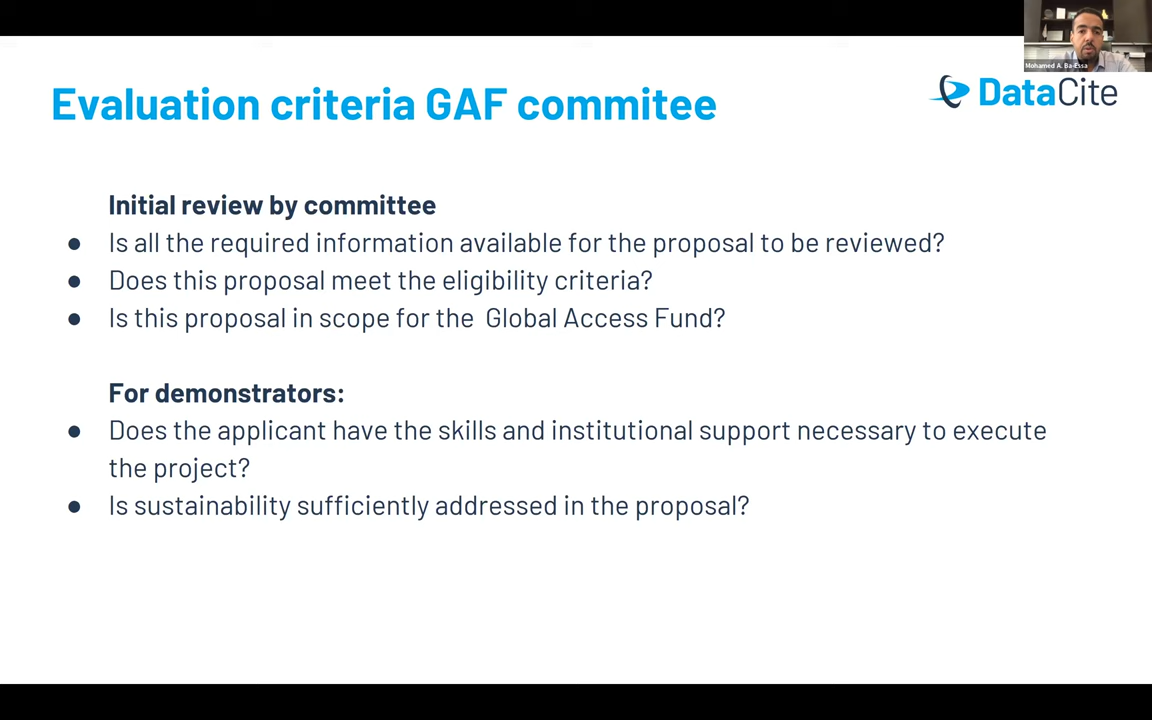 Mohamed A. Ba-Essa
DataCite
Evaluation criteria GAF commitee
Initial review by committee
● Is all the required information available for the proposal to be reviewed?
● Does this proposal meet the eligibility criteria?
● Is this proposal in scope for the Global Access Fund?
For demonstrators:
● Does the applicant have the skills and institutional support necessary to execute
the project?
● Is sustainability sufficiently addressed in the proposal?